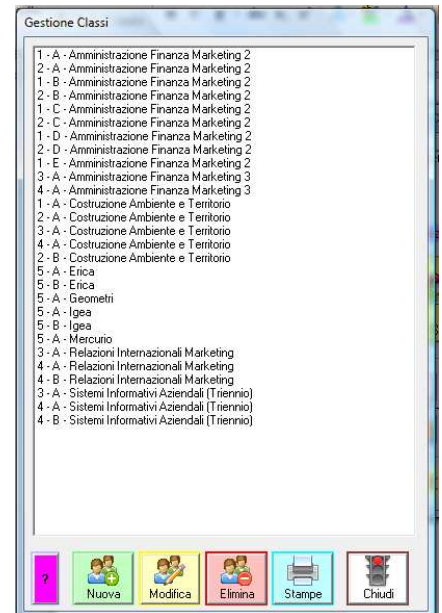 Gestione Classi
1 - A - Amministrazione Finanza Marketing 2
2 - A - Amministrazione Finanza Marketing 2
1 - B - Amministrazione Finanza Marketing 2
2 - B - Amministrazione Finanza Marketing 2
1 - C - Amministrazione Finanza Marketing 2
2 - C - Amministrazione Finanza Marketing 2
1 - D - Amministrazione Finanza Marketing 2
2 - D - Amministrazione Finanza Marketing 2
1 - E - Amministrazione Finanza Marketing 2
3 - A - Amministrazione Finanza Marketing 3
4 - A - Amministrazione Finanza Marketing 3
1 - A - Costruzione Ambiente e Territorio
2 - A - Costruzione Ambiente e Territorio
3 - A - Costruzione Ambiente e Territorio
4 - A - Costruzione Ambiente e Territorio
2 - B - Costruzione Ambiente e Territorio
5 - A - Erica
5 - B - Erica
5 - A - Geometri
5 - A - Igea
5 - B - Igea
5 - A - Mercurio
3 - A - Relazioni Internazionali Marketing
4 - A - Relazioni Internazionali Marketing
4 - B - Relazioni Internazionali Marketing
3 - A - Sistemi Informativi Aziendali (Triennio)
4 - A - Sistemi Informativi Aziendali (Triennio)
4 - B - Sistemi Informativi Aziendali (Triennio)
? Nuova Modifica Elimina Stampe Chiudi